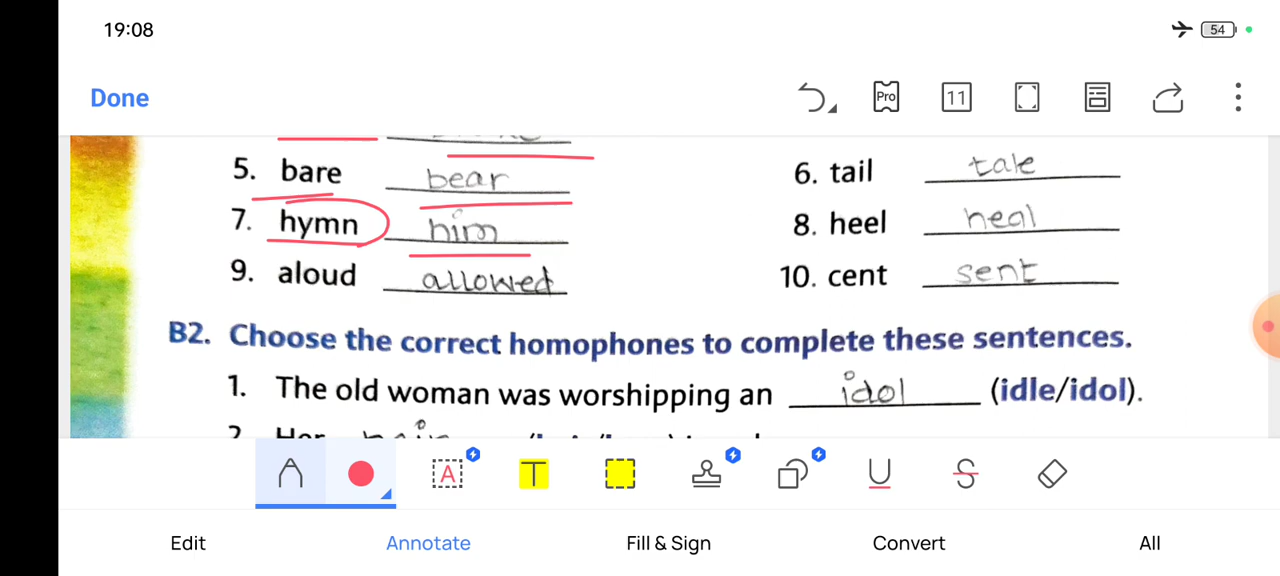 19:08
54
Done
Pro
11
5. bare bear 6. tail tale
7. hymn him 8. heel heal
9. aloud allowed 10. cent sent
B2. Choose the correct homophones to complete these sentences.
1. The old woman was worshipping an idol (idle/idol).
A
T
U
S
Edit Annotate Fill & Sign Convert All